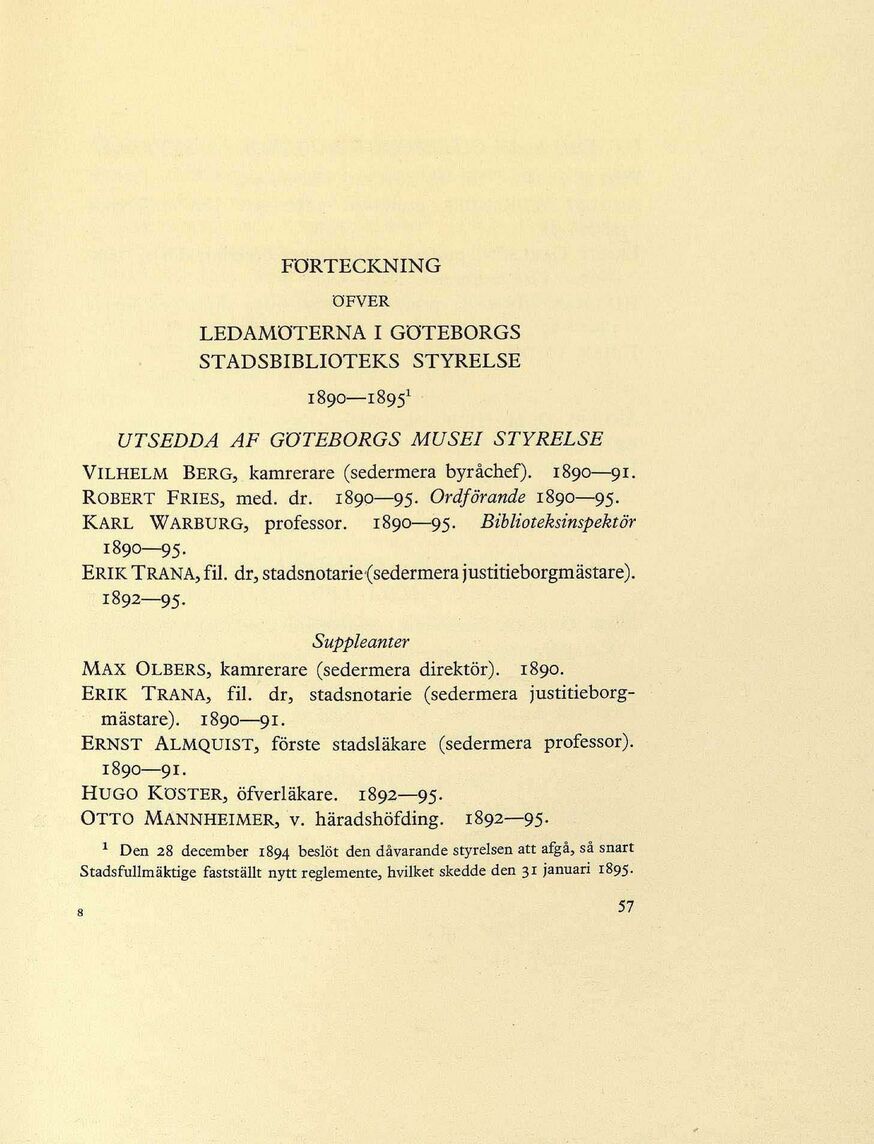 FÖRTECKNING
ÖFVER
LEDAMÖTERNA I GÖTEBORGS
STADSBIBLIOTEKS STYRELSE
1890—1895¹
UTSEDDA AF GÖTEBORGS MUSEI STYRELSE
VILHELM BERG, kamrerare (sedermera byråchef). 1890—91.
ROBERT FRIES, med. dr. 1890—95. Ordförande 1890—95.
KARL WARBURG, professor. 1890—95. Biblioteksinspektör
1890—95.
ERIK TRANA, fil. dr, stadsnotarie (sedermera justitieborgmästare).
1892—95.
Suppleanter
MAX OLBERS, kamrerare (sedermera direktör). 1890.
ERIK TRANA, fil. dr, stadsnotarie (sedermera justitieborg-
mästare). 1890—91.
ERNST ALMQUIST, förste stadsläkare (sedermera professor).
1890—91.
HUGO KÖSTER, öfverläkare. 1892—95.
OTTO MANNHEIMER, v. häradshöfding. 1892—95.
¹ Den 28 december 1894 beslöt den dåvarande styrelsen att afgå, så snart
Stadsfullmäktige fastställt nytt reglemente, hvilket skedde den 31 januari 1895.
8 57